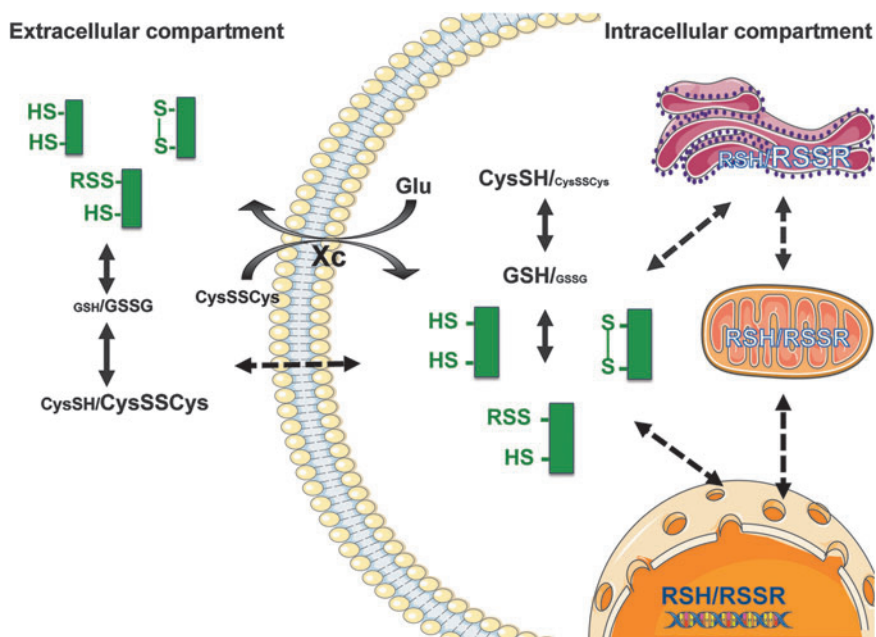 Extracellular compartment
Intracellular compartment
HS
HS
S
S
RSS
HS
GSH/GSSG
CysSH/CysSSCys
Glu
Xc
CysSSCys
CysSH/CysSSCys
GSH/GSSG
HS
HS
S
S
RSS
HS
RSH/RSSR
RSH/RSSR
RSH/RSSR